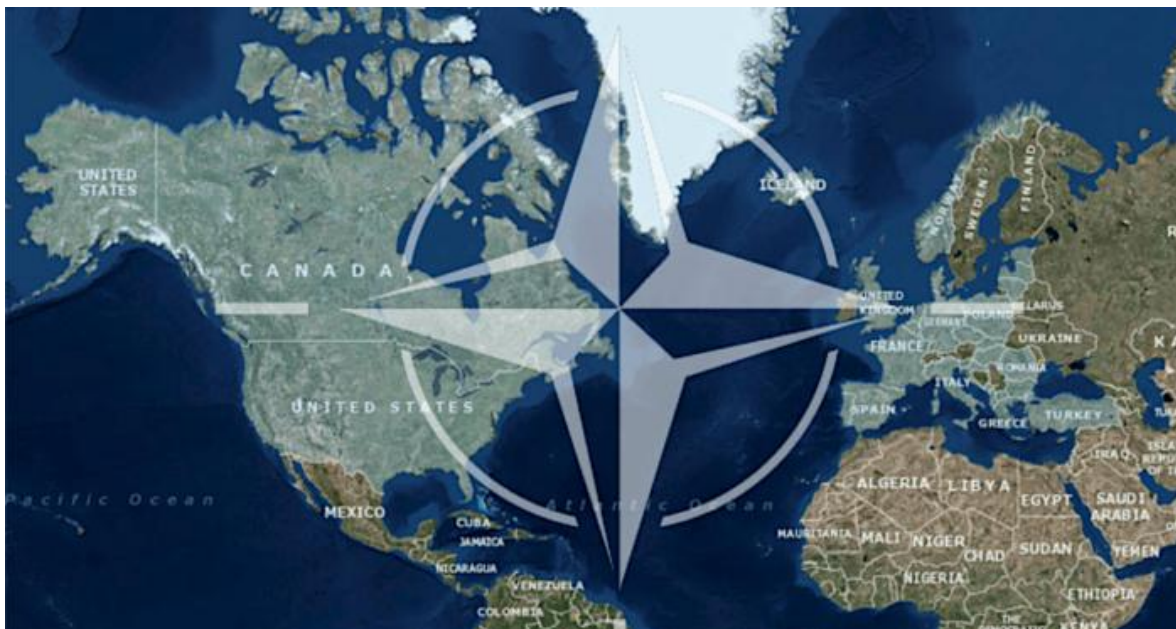 UNITED
STATES
CANADA
UNITED STATES
Pacific Ocean
MEXICO
CUBA
JAMAICA
NICARAGUA
VENEZUELA
COLOMBIA
Atlantic Ocean
ICELAND
NORWAY
SWEDEN
FINLAND
UNITED
KINGDOM
GERMANY
POLAND
BELARUS
UKRAINE
FRANCE
ROMANIA
ITALY
SPAIN
GREECE
TURKEY
IRAQ
ALGERIA
LIBYA
EGYPT
SAUDI
ARABIA
MAURITANIA
MALI
NIGER
CHAD
SUDAN
YEMEN
NIGERIA
ETHIOPIA
THE
KENYA